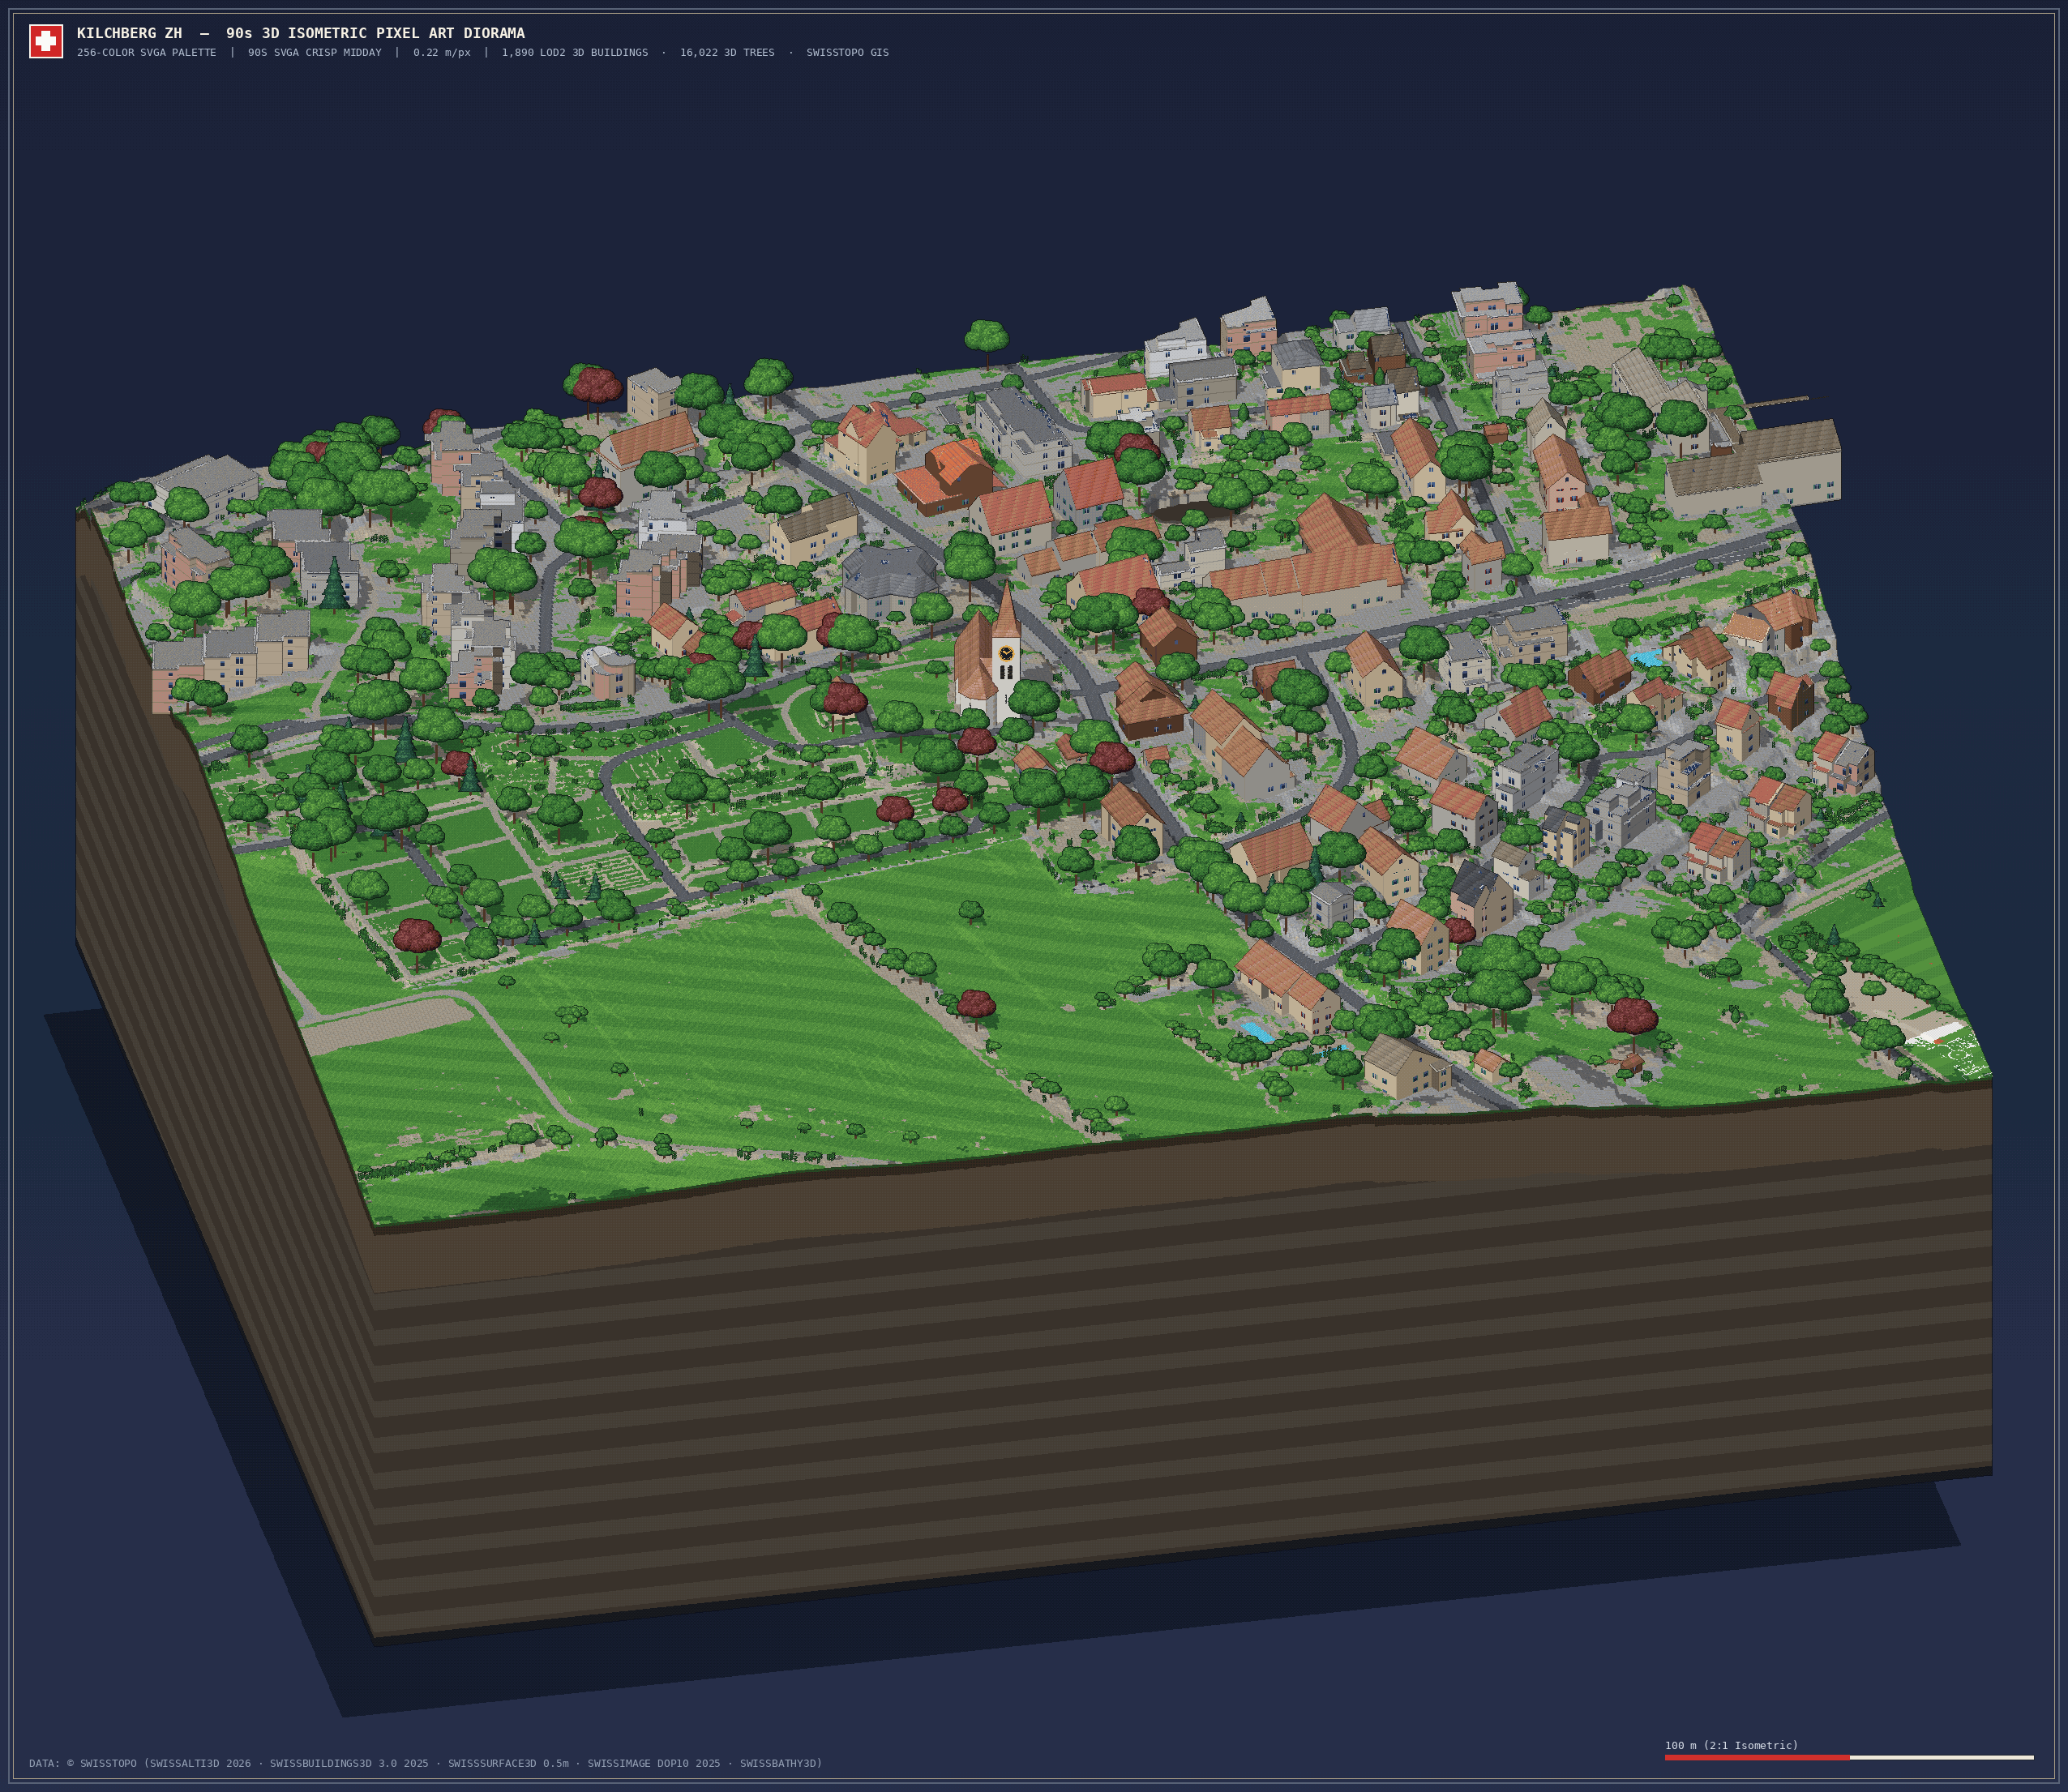 KILCHBERG ZH — 90s 3D ISOMETRIC PIXEL ART DIORAMA
256-COLOR SVGA PALETTE | 90S SVGA CRISP MIDDAY | 0.22 m/px | 1,890 LOD2 3D BUILDINGS · 16,022 3D TREES · SWISSTOPO GIS
100 m (2:1 Isometric)
DATA: © SWISSTOPO (SWISSALTI3D 2026 · SWISSBUILDINGS3D 3.0 2025 · SWISSSURFACE3D 0.5m · SWISSIMAGE DOP10 2025 · SWISSBATHY3D)